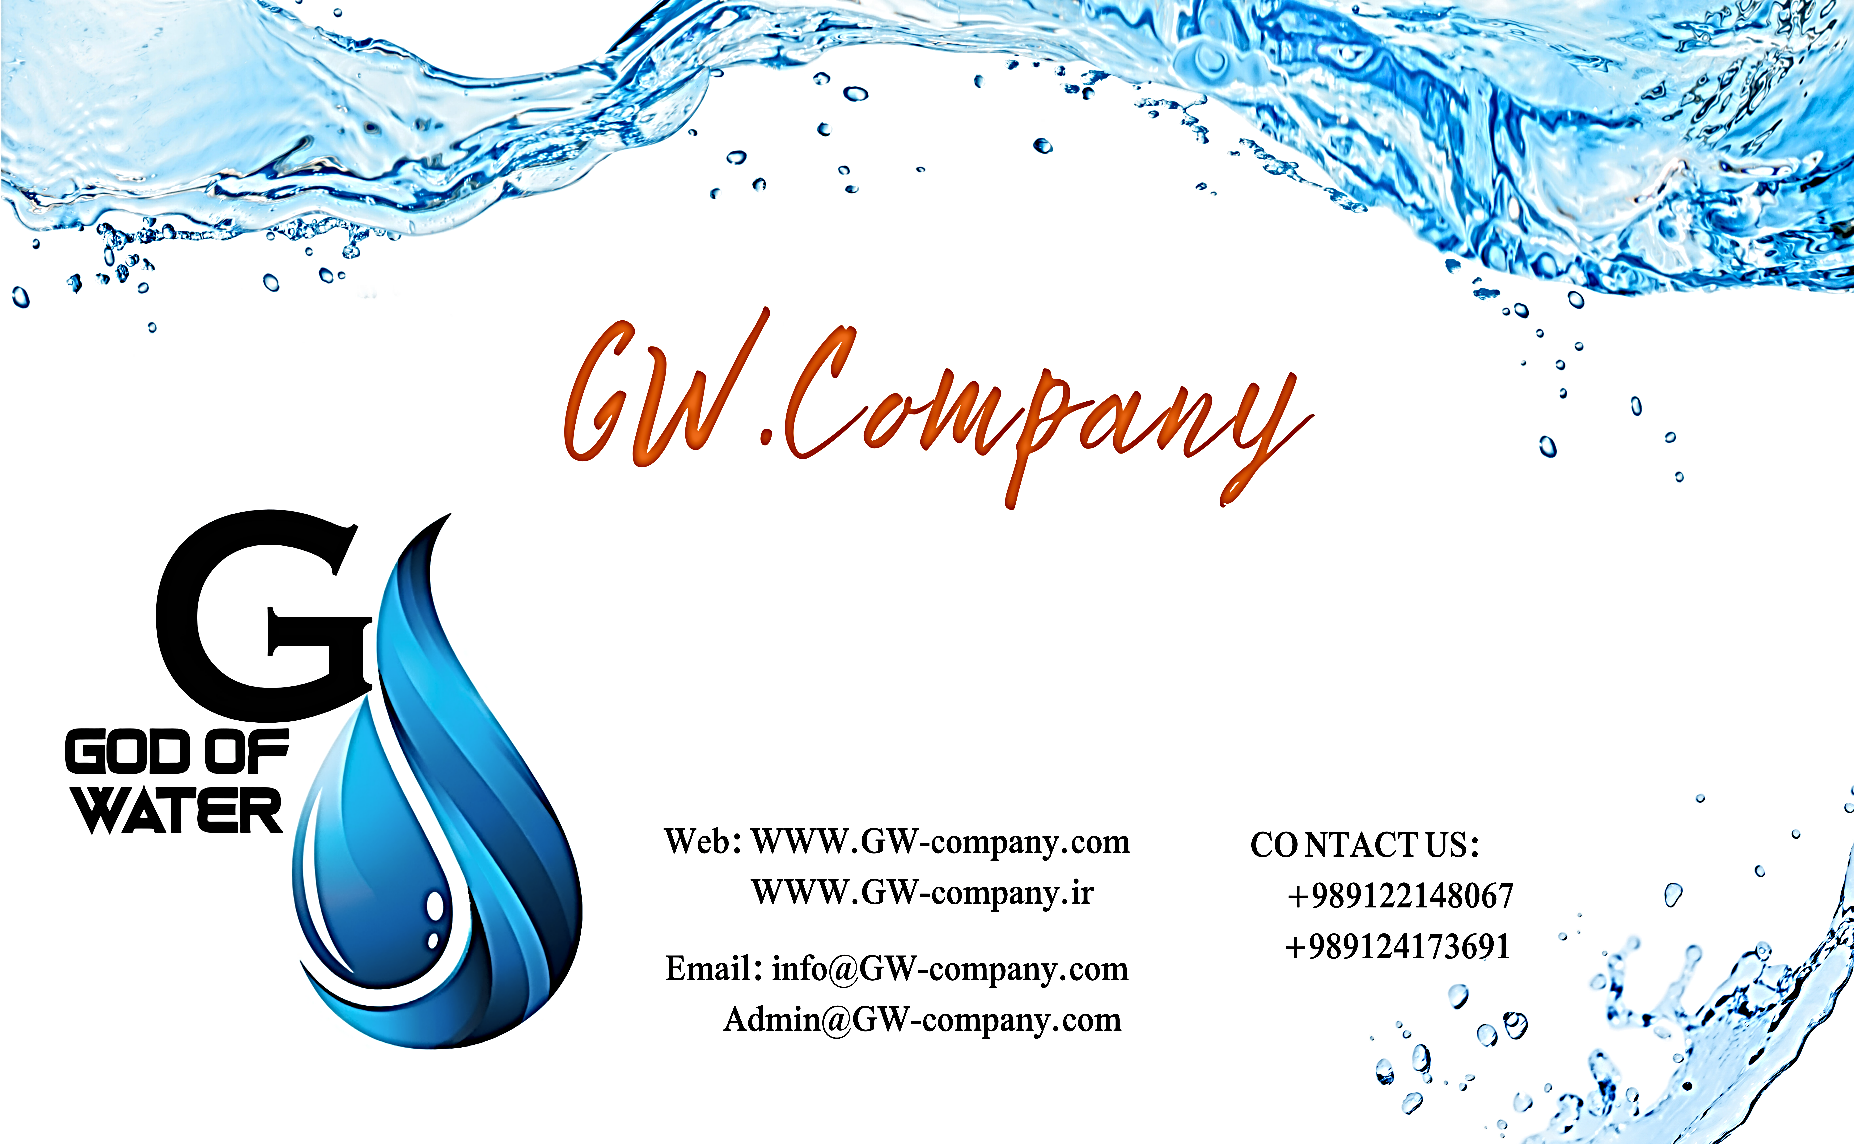 GW.Company
G
GOD OF
WATER
Web: WWW.GW-company.com
WWW.GW-company.ir
Email: info@GW-company.com
Admin@GW-company.com
CONTACT US:
+989122148067
+989124173691